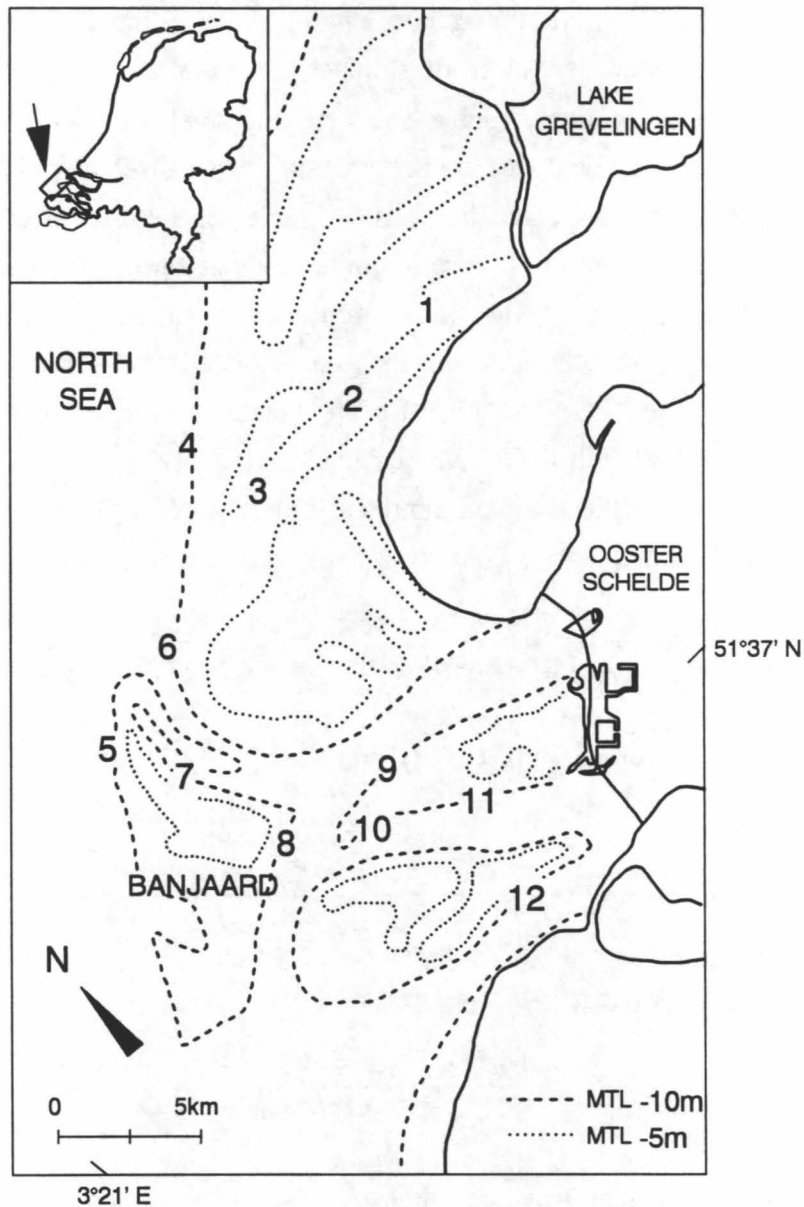 LAKE
GREVELINGEN
1
NORTH
SEA
2
4
3
OOSTER
SCHELDE
6
51°37' N
5
7
9
8
10
11
BANJAARD
12
N
0 5km
MTL -10m
MTL -5m
3°21' E